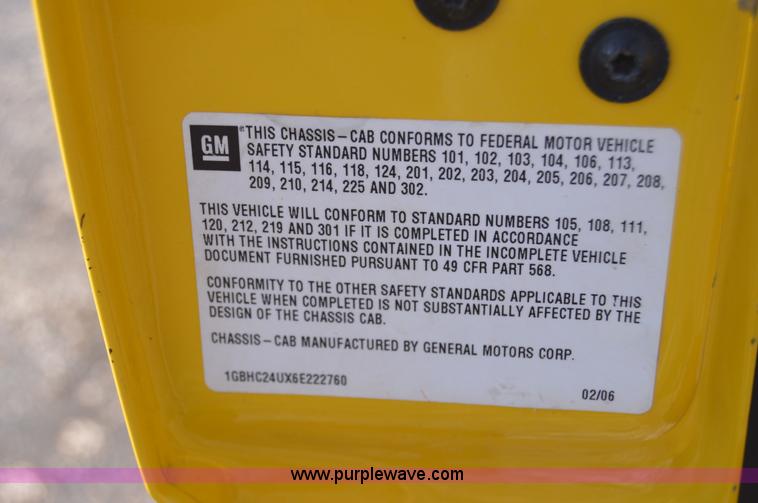 GM
THIS CHASSIS-CAB CONFORMS TO FEDERAL MOTOR VEHICLE
SAFETY STANDARD NUMBERS 101, 102, 103, 104, 106, 113,
114, 115, 116, 118, 124, 201, 202, 203, 204, 205, 206, 207, 208,
209, 210, 214, 225 AND 302.
THIS VEHICLE WILL CONFORM TO STANDARD NUMBERS 105, 108, 111,
120, 212, 219 AND 301 IF IT IS COMPLETED IN ACCORDANCE
WITH THE INSTRUCTIONS CONTAINED IN THE INCOMPLETE VEHICLE
DOCUMENT FURNISHED PURSUANT TO 49 CFR PART 568.
CONFORMITY TO THE OTHER SAFETY STANDARDS APPLICABLE TO THIS
VEHICLE WHEN COMPLETED IS NOT SUBSTANTIALLY AFFECTED BY THE
DESIGN OF THE CHASSIS CAB.
CHASSIS-CAB MANUFACTURED BY GENERAL MOTORS CORP.
1GBHC24UX6E222760
02/06
www.purplewave.com